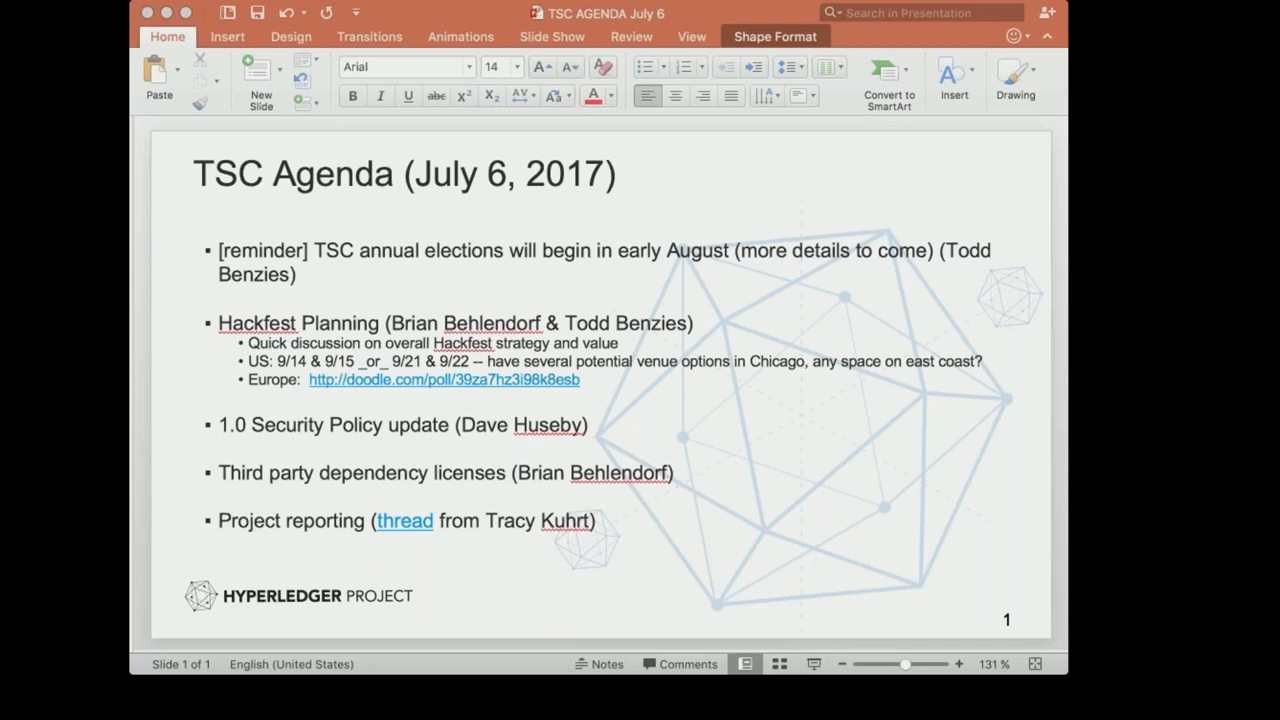 TSC AGENDA July 6
Search in Presentation
Home Insert Design Transitions Animations Slide Show Review View Shape Format
Paste
New
Slide
Arial
14
B I U abc X² X₂ AV Aa A
Convert to
SmartArt
Insert
Drawing
TSC Agenda (July 6, 2017)
▪ [reminder] TSC annual elections will begin in early August (more details to come) (Todd
Benzies)
▪ Hackfest Planning (Brian Behlendorf & Todd Benzies)
• Quick discussion on overall Hackfest strategy and value
• US: 9/14 & 9/15 _or_ 9/21 & 9/22 -- have several potential venue options in Chicago, any space on east coast?
• Europe: http://doodle.com/poll/39za7hz3i98k8esb
▪ 1.0 Security Policy update (Dave Huseby)
▪ Third party dependency licenses (Brian Behlendorf)
▪ Project reporting (thread from Tracy Kuhrt)
HYPERLEDGER PROJECT
1
Slide 1 of 1 English (United States) Notes Comments 131 %